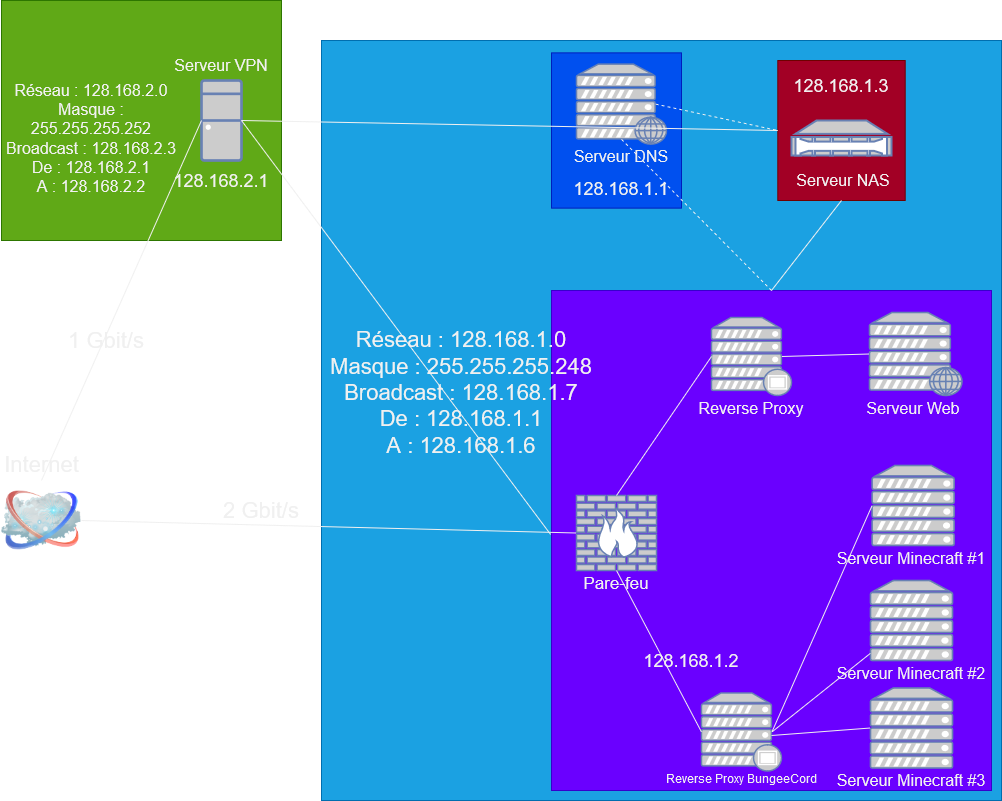 Serveur VPN
Réseau : 128.168.2.0
Masque :
255.255.255.252
Broadcast : 128.168.2.3
De : 128.168.2.1
A : 128.168.2.2
128.168.2.1
Serveur DNS
128.168.1.1
128.168.1.3
Serveur NAS
1 Gbit/s
Réseau : 128.168.1.0
Masque : 255.255.255.248
Broadcast : 128.168.1.7
De : 128.168.1.1
A : 128.168.1.6
Reverse Proxy
Serveur Web
Internet
2 Gbit/s
Pare-feu
Serveur Minecraft #1
128.168.1.2
Serveur Minecraft #2
Reverse Proxy BungeeCord
Serveur Minecraft #3